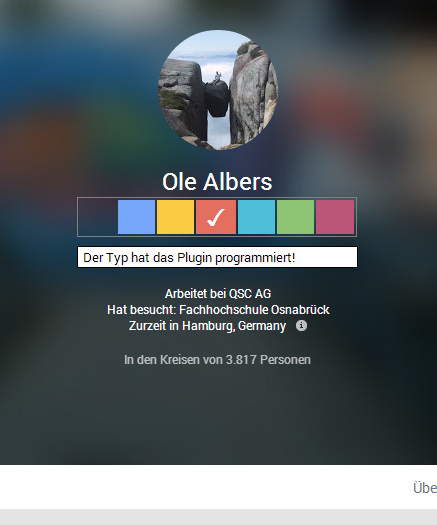 Ole Albers
Der Typ hat das Plugin programmiert!
Arbeitet bei QSC AG
Hat besucht: Fachhochschule Osnabrück
Zurzeit in Hamburg, Germany
In den Kreisen von 3.817 Personen
Übe